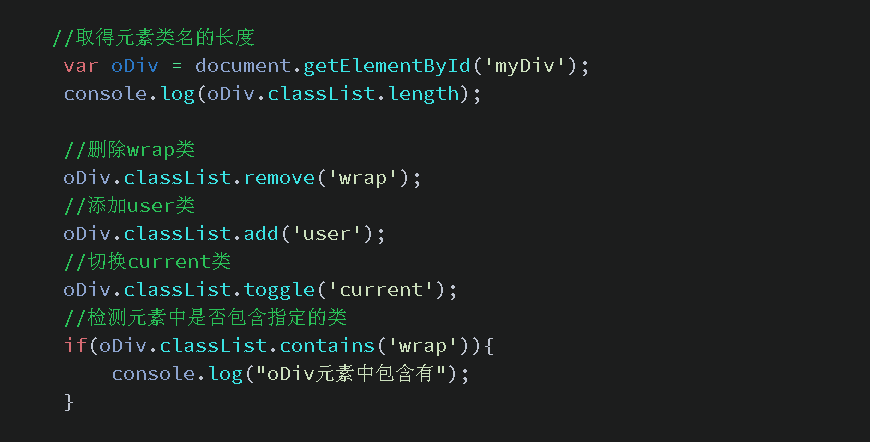 //取得元素类名的长度
var oDiv = document.getElementById('myDiv');
console.log(oDiv.classList.length);
//删除wrap类
oDiv.classList.remove('wrap');
//添加user类
oDiv.classList.add('user');
//切换current类
oDiv.classList.toggle('current');
//检测元素中是否包含指定的类
if(oDiv.classList.contains('wrap')){
console.log("oDiv元素中包含有");
}